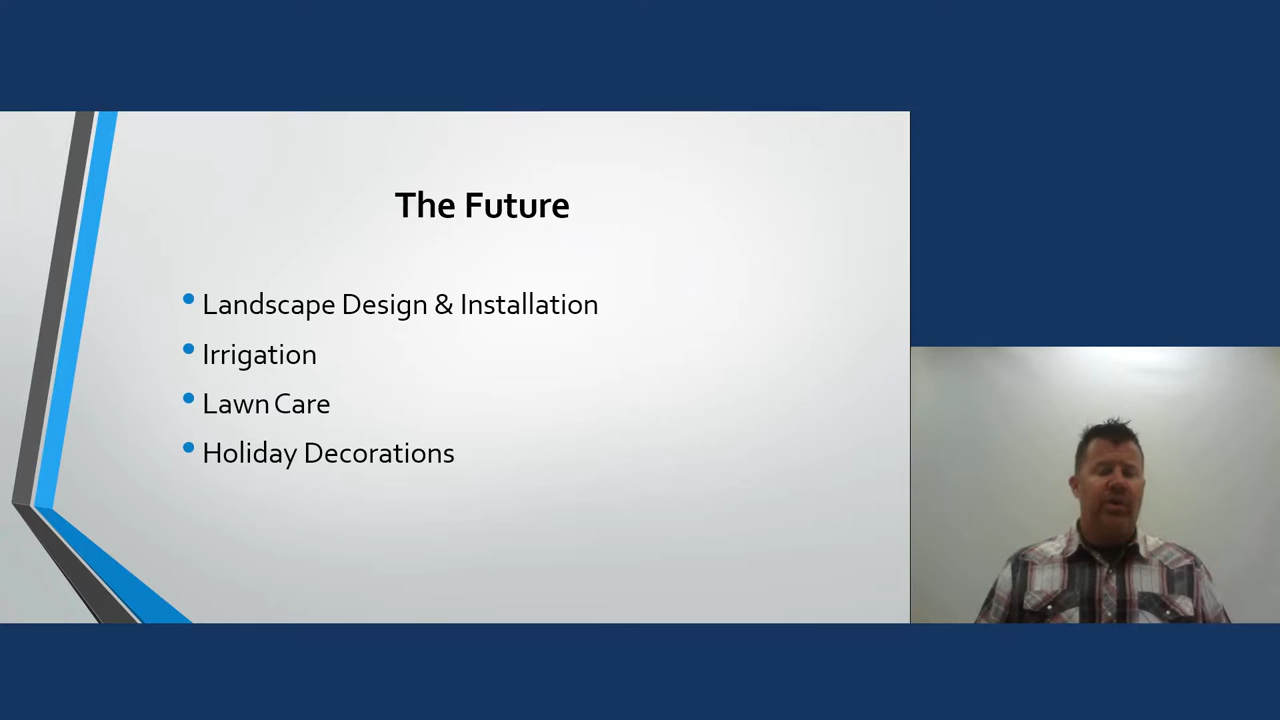 The Future
Landscape Design & Installation
Irrigation
Lawn Care
Holiday Decorations